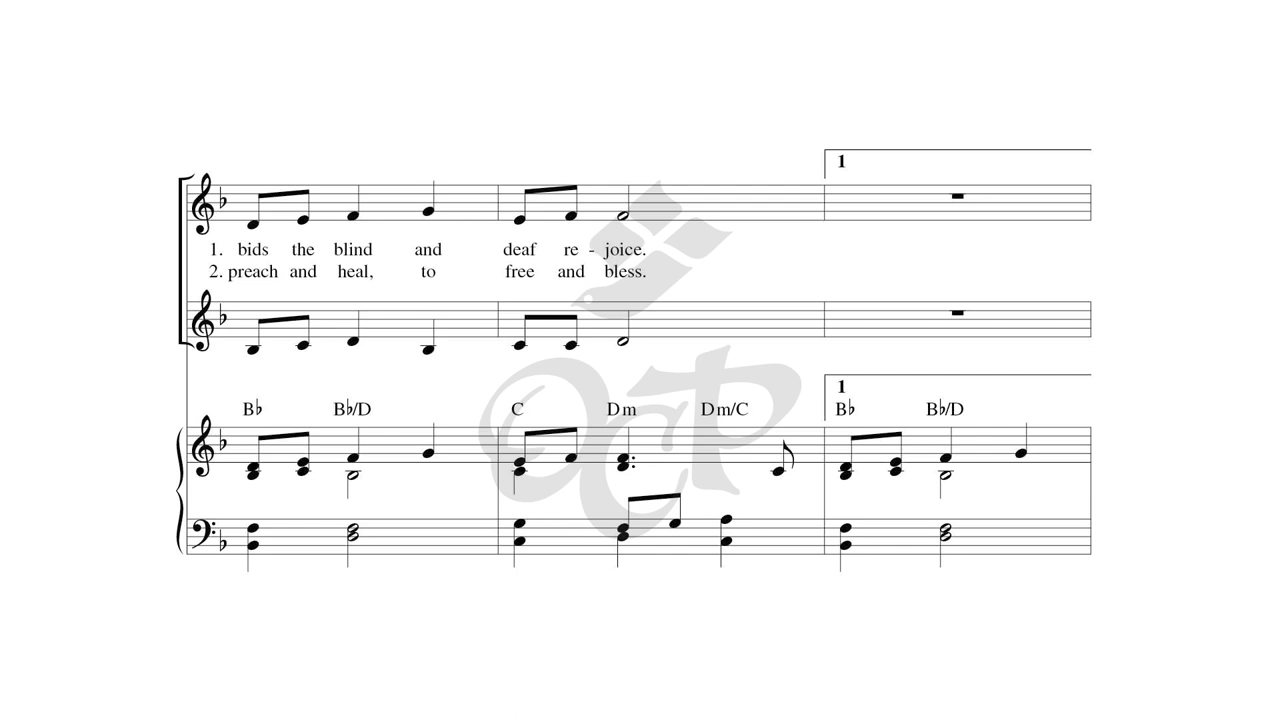 1
1. bids the blind and deaf re - joice.
2. preach and heal, to free and bless.
1
B♭ B♭/D C Dm Dm/C B♭ B♭/D
OCP